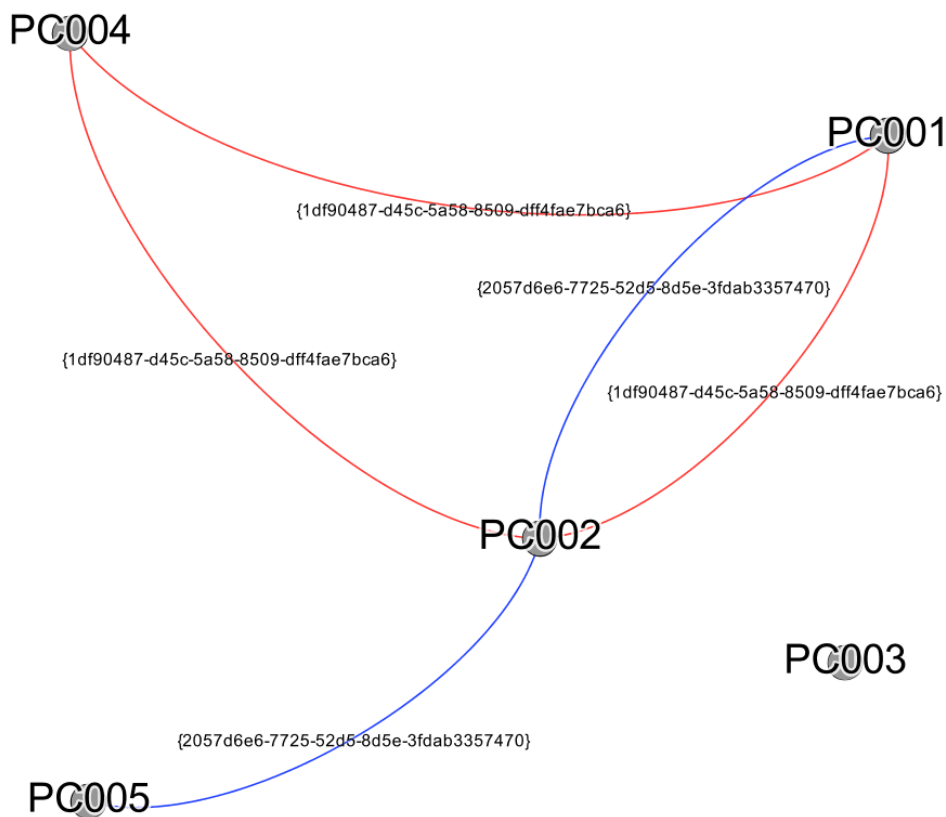 PC004
PC001
{1df90487-d45c-5a58-8509-dff4fae7bca6}
{2057d6e6-7725-52d5-8d5e-3fdab3357470}
{1df90487-d45c-5a58-8509-dff4fae7bca6}
{1df90487-d45c-5a58-8509-dff4fae7bca6}
PC002
PC003
{2057d6e6-7725-52d5-8d5e-3fdab3357470}
PC005